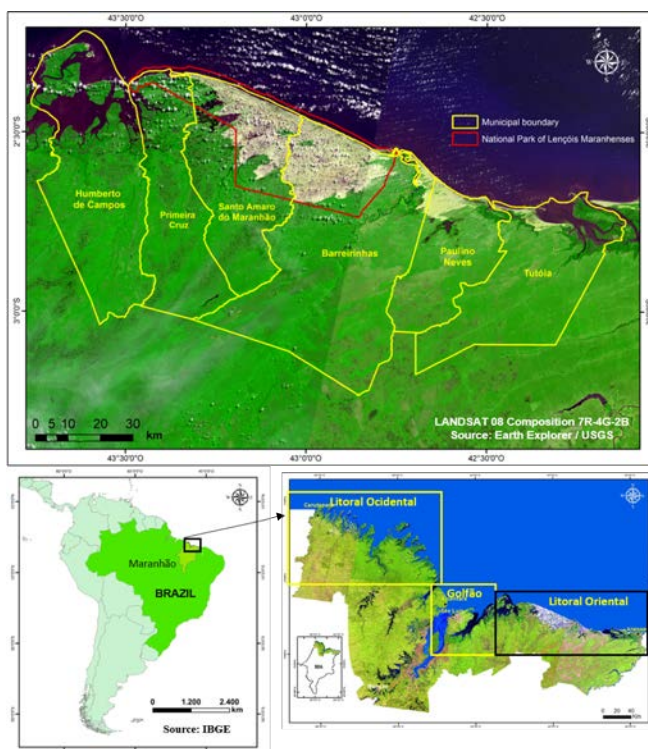 43°30'0"W
43°0'0"W
42°30'0"W
2°30'0"S
Municipal boundary
National Park of Lençóis Maranhenses
Humberto
de Campos
Primeira
Cruz
Santo Amaro
do Maranhão
Barreirinhas
Paulino
Neves
Tutóia
3°0'0"S
0 5 10 20 30
km
LANDSAT 08 Composition 7R-4G-2B
Source: Earth Explorer / USGS
43°30'0"W
43°0'0"W
42°30'0"W
Maranhão
BRAZIL
0 1.200 2.400
km
Source: IBGE
Litoral Ocidental
Golfão
Litoral Oriental
MA
0 20 40